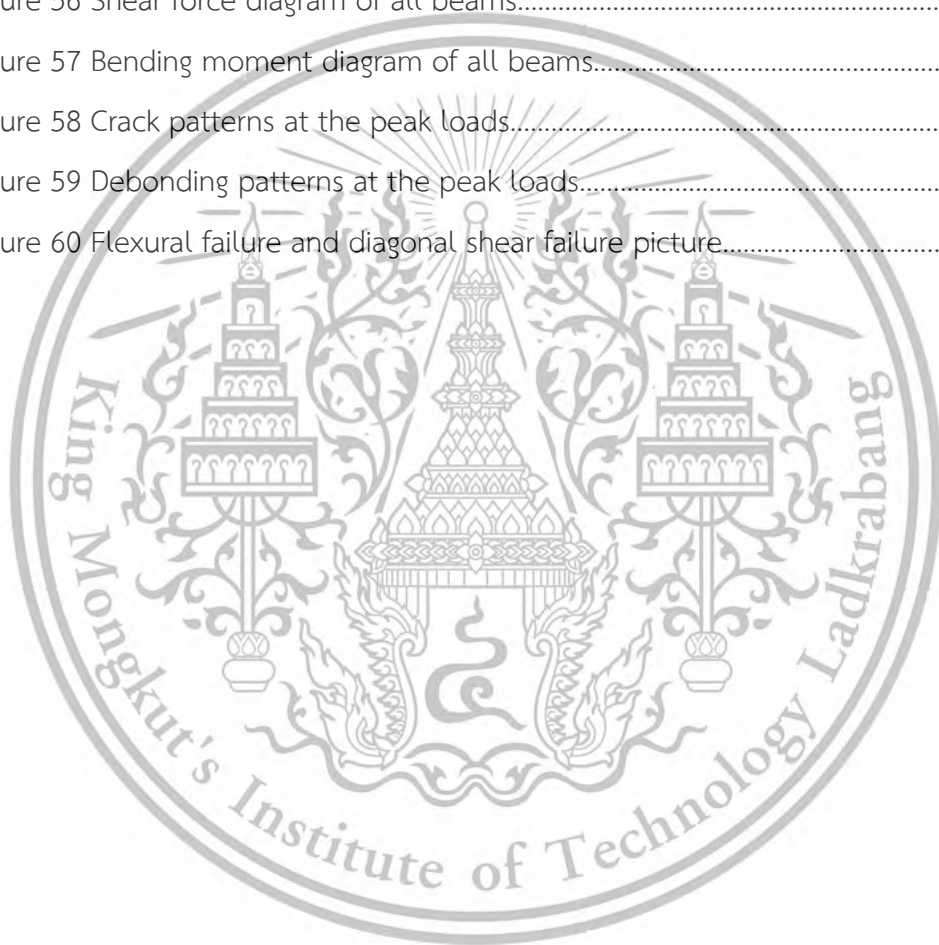 ure 56 Shear force diagram of all beams
ure 57 Bending moment diagram of all beams
ure 58 Crack patterns at the peak loads
ure 59 Debonding patterns at the peak loads
ure 60 Flexural failure and diagonal shear failure picture
King Mongkut's Institute of Technology Ladkrabang